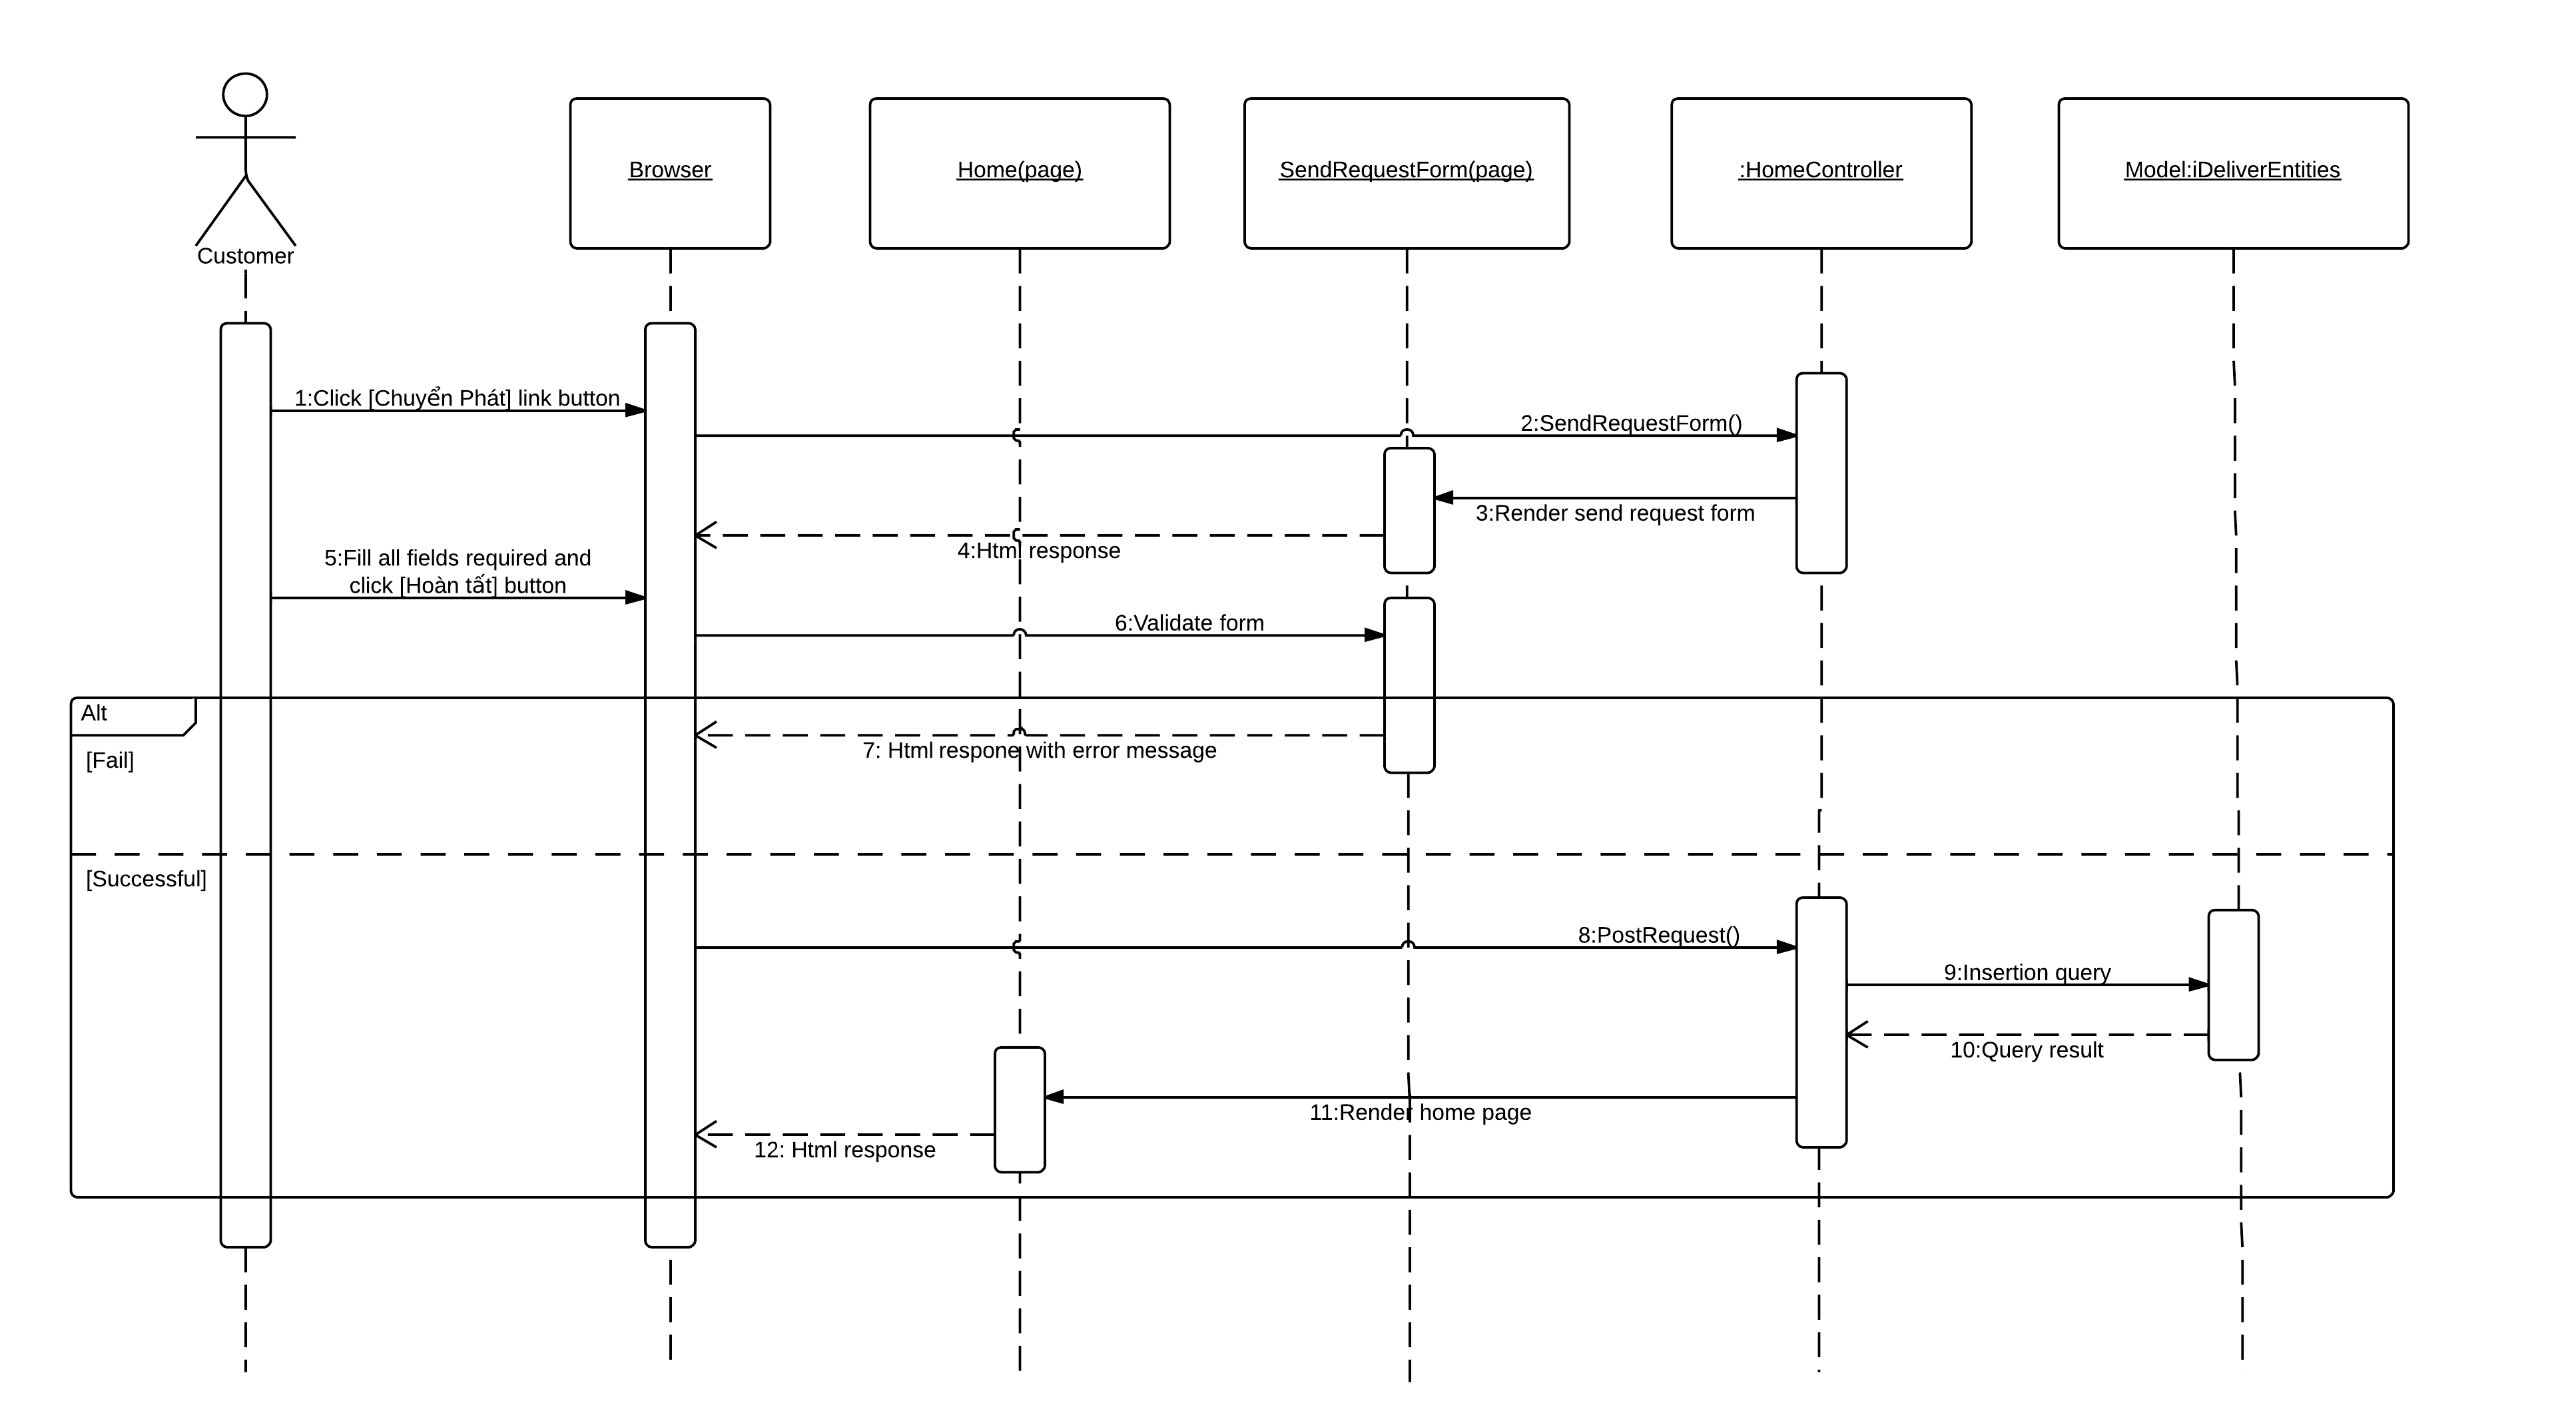 Customer
Browser
Home(page)
SendRequestForm(page)
:HomeController
Model:iDeliverEntities
1:Click [Chuyển Phát] link button
2:SendRequestForm()
3:Render send request form
4:Html response
5:Fill all fields required and
click [Hoàn tất] button
6:Validate form
Alt
[Fail]
7: Html respone with error message
[Successful]
8:PostRequest()
9:Insertion query
10:Query result
11:Render home page
12: Html response